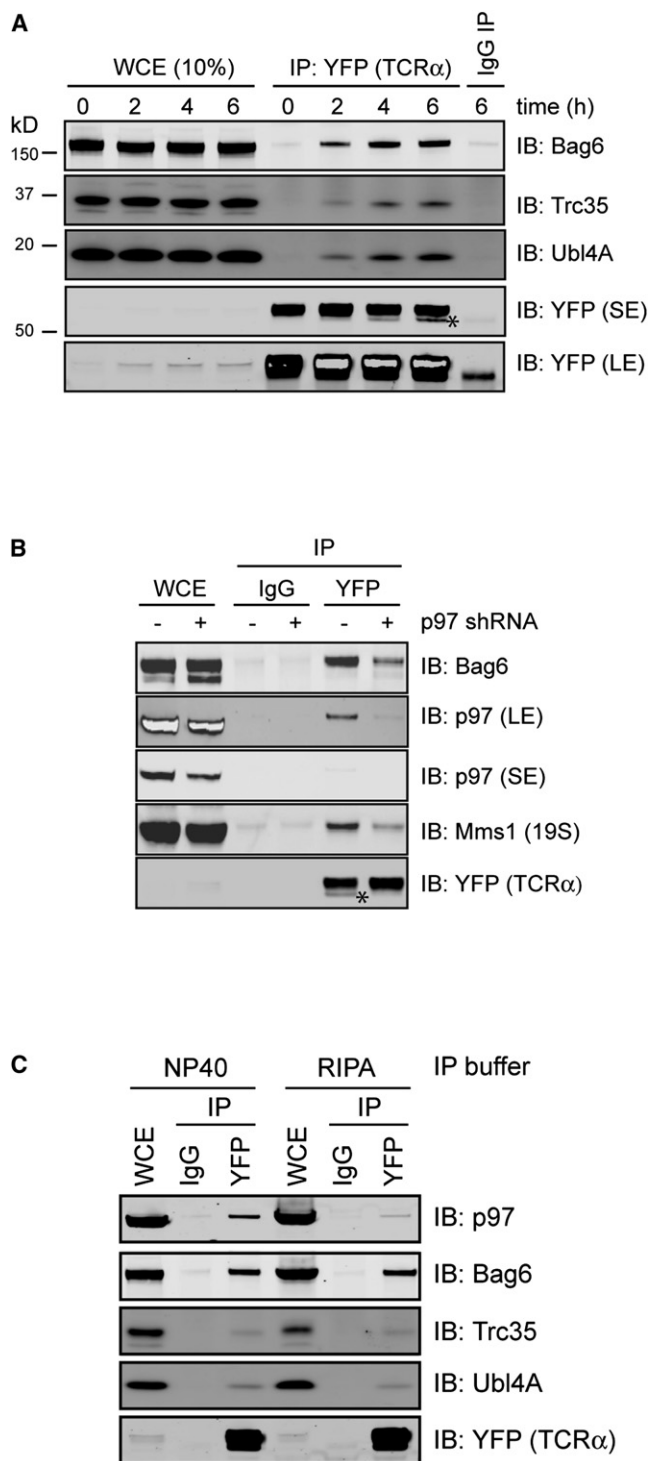 A
WCE (10%) IP: YFP (TCRα) IgG IP
0 2 4 6 0 2 4 6 6 time (h)
kD
150 IB: Bag6
37 IB: Trc35
20 IB: Ubl4A
IB: YFP (SE)
*
50
IB: YFP (LE)
B
IP
WCE IgG YFP
- + - + - + p97 shRNA
IB: Bag6
IB: p97 (LE)
IB: p97 (SE)
IB: Mms1 (19S)
IB: YFP (TCRα)
*
C
NP40 RIPA IP buffer
IP IP
WCE IgG YFP WCE IgG YFP
IB: p97
IB: Bag6
IB: Trc35
IB: Ubl4A
IB: YFP (TCRα)